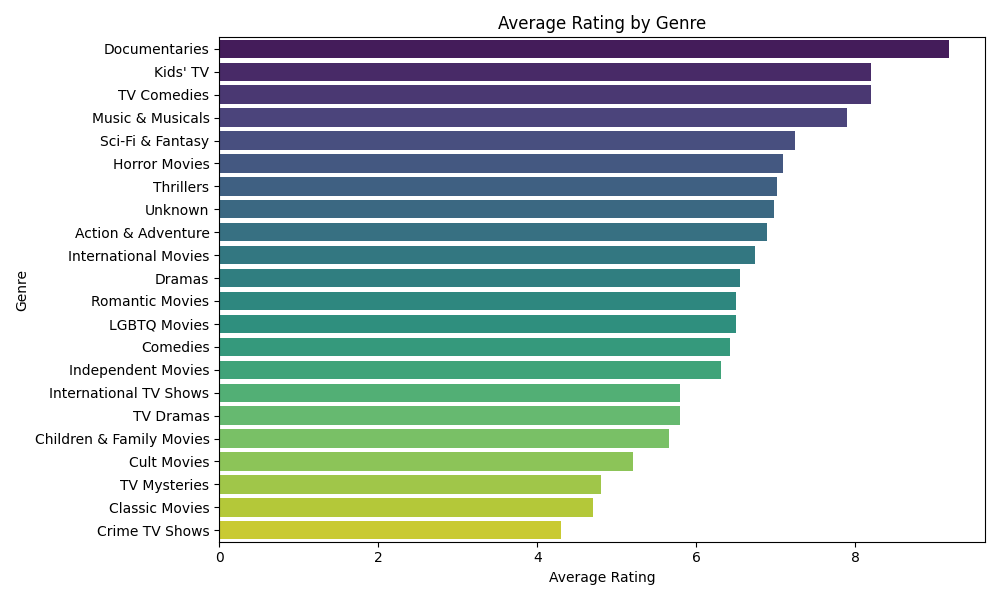 Average Rating by Genre
Genre
Documentaries
Kids' TV
TV Comedies
Music & Musicals
Sci-Fi & Fantasy
Horror Movies
Thrillers
Unknown
Action & Adventure
International Movies
Dramas
Romantic Movies
LGBTQ Movies
Comedies
Independent Movies
International TV Shows
TV Dramas
Children & Family Movies
Cult Movies
TV Mysteries
Classic Movies
Crime TV Shows
0 2 4 6 8
Average Rating